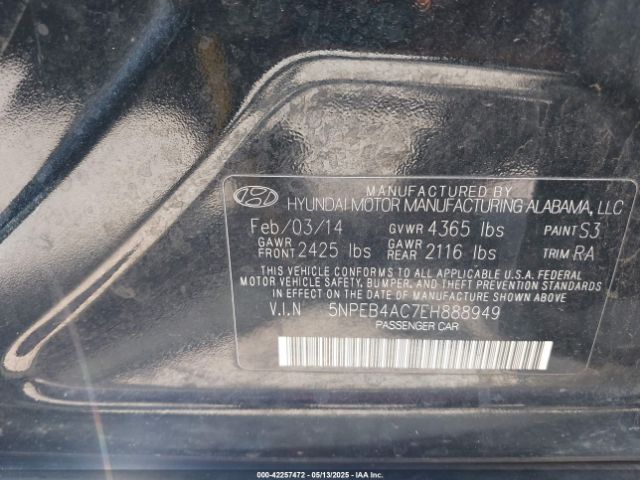 MANUFACTURED BY
HYUNDAI MOTOR MANUFACTURING ALABAMA, LLC
Feb/03/14 GVWR 4365 lbs PAINT S3
GAWR FRONT 2425 lbs GAWR REAR 2116 lbs TRIM RA
THIS VEHICLE CONFORMS TO ALL APPLICABLE U.S.A. FEDERAL
MOTOR VEHICLE SAFETY, BUMPER, AND THEFT PREVENTION STANDARDS
IN EFFECT ON THE DATE OF MANUFACTURE SHOWN ABOVE.
V.I.N 5NPEB4AC7EH888949
PASSENGER CAR
000-42257472 - 05/13/2025 - IAA Inc.